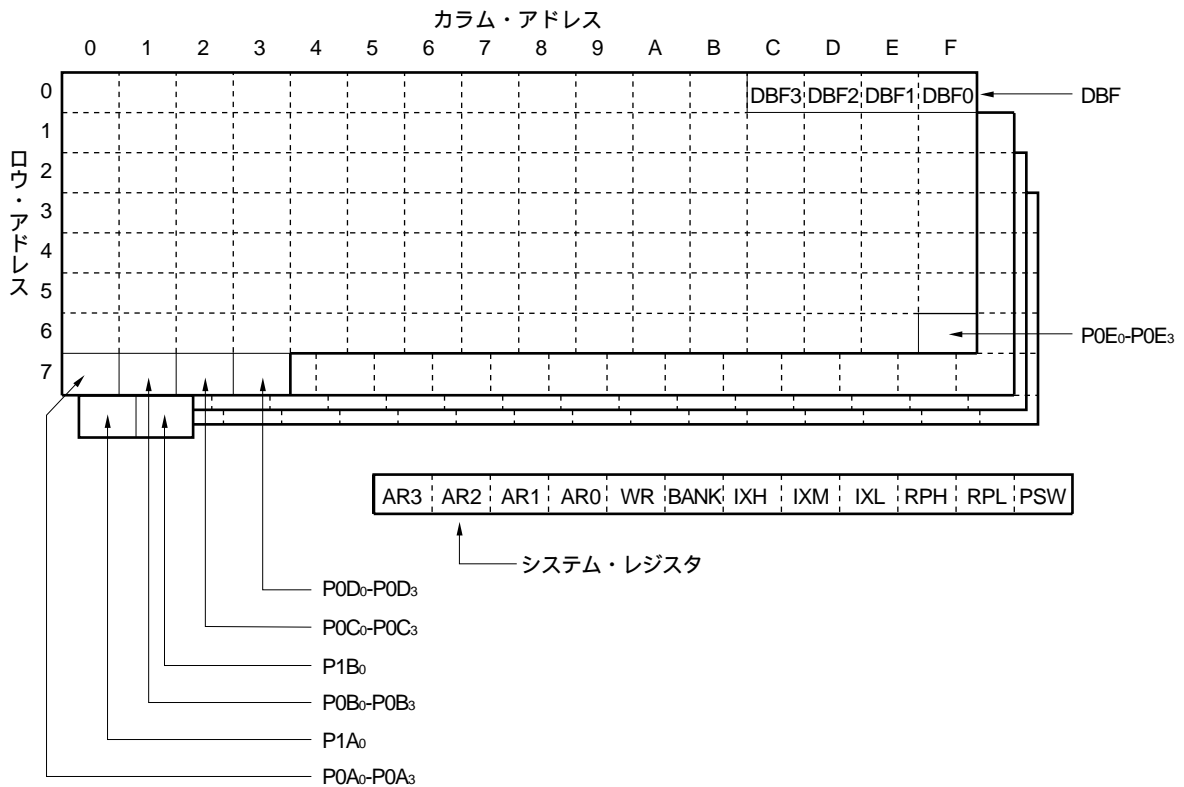 カラム・アドレス
0 1 2 3 4 5 6 7 8 9 A B C D E F
ロウ・アドレス
0 DBF3 DBF2 DBF1 DBF0 DBF
1
2
3
4
5
6 P0E0-P0E3
7
AR3 AR2 AR1 AR0 WR BANK IXH IXM IXL RPH RPL PSW
システム・レジスタ
P0D0-P0D3
P0C0-P0C3
P1B0
P0B0-P0B3
P1A0
P0A0-P0A3